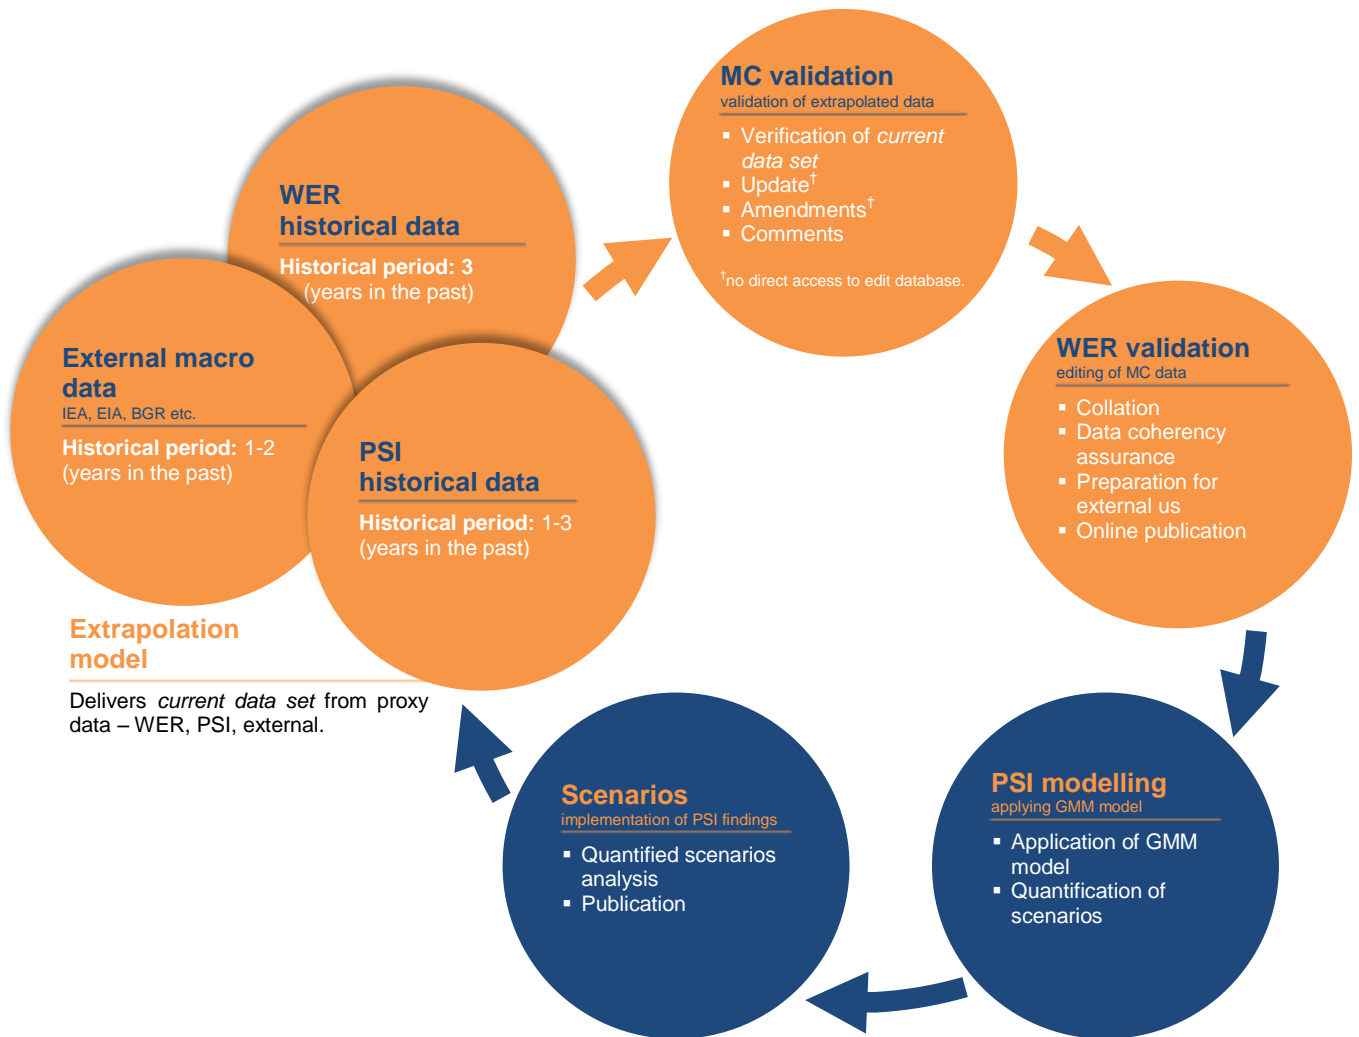 MC validation
validation of extrapolated data
▪ Verification of current
data set
▪ Update†
▪ Amendments†
▪ Comments
†no direct access to edit database.
WER
historical data
Historical period: 3
(years in the past)
External macro
data
IEA, EIA, BGR etc.
Historical period: 1-2
(years in the past)
PSI
historical data
Historical period: 1-3
(years in the past)
WER validation
editing of MC data
▪ Collation
▪ Data coherency
assurance
▪ Preparation for
external us
▪ Online publication
Extrapolation
model
Delivers current data set from proxy
data – WER, PSI, external.
Scenarios
implementation of PSI findings
▪ Quantified scenarios
analysis
▪ Publication
PSI modelling
applying GMM model
▪ Application of GMM
model
▪ Quantification of
scenarios